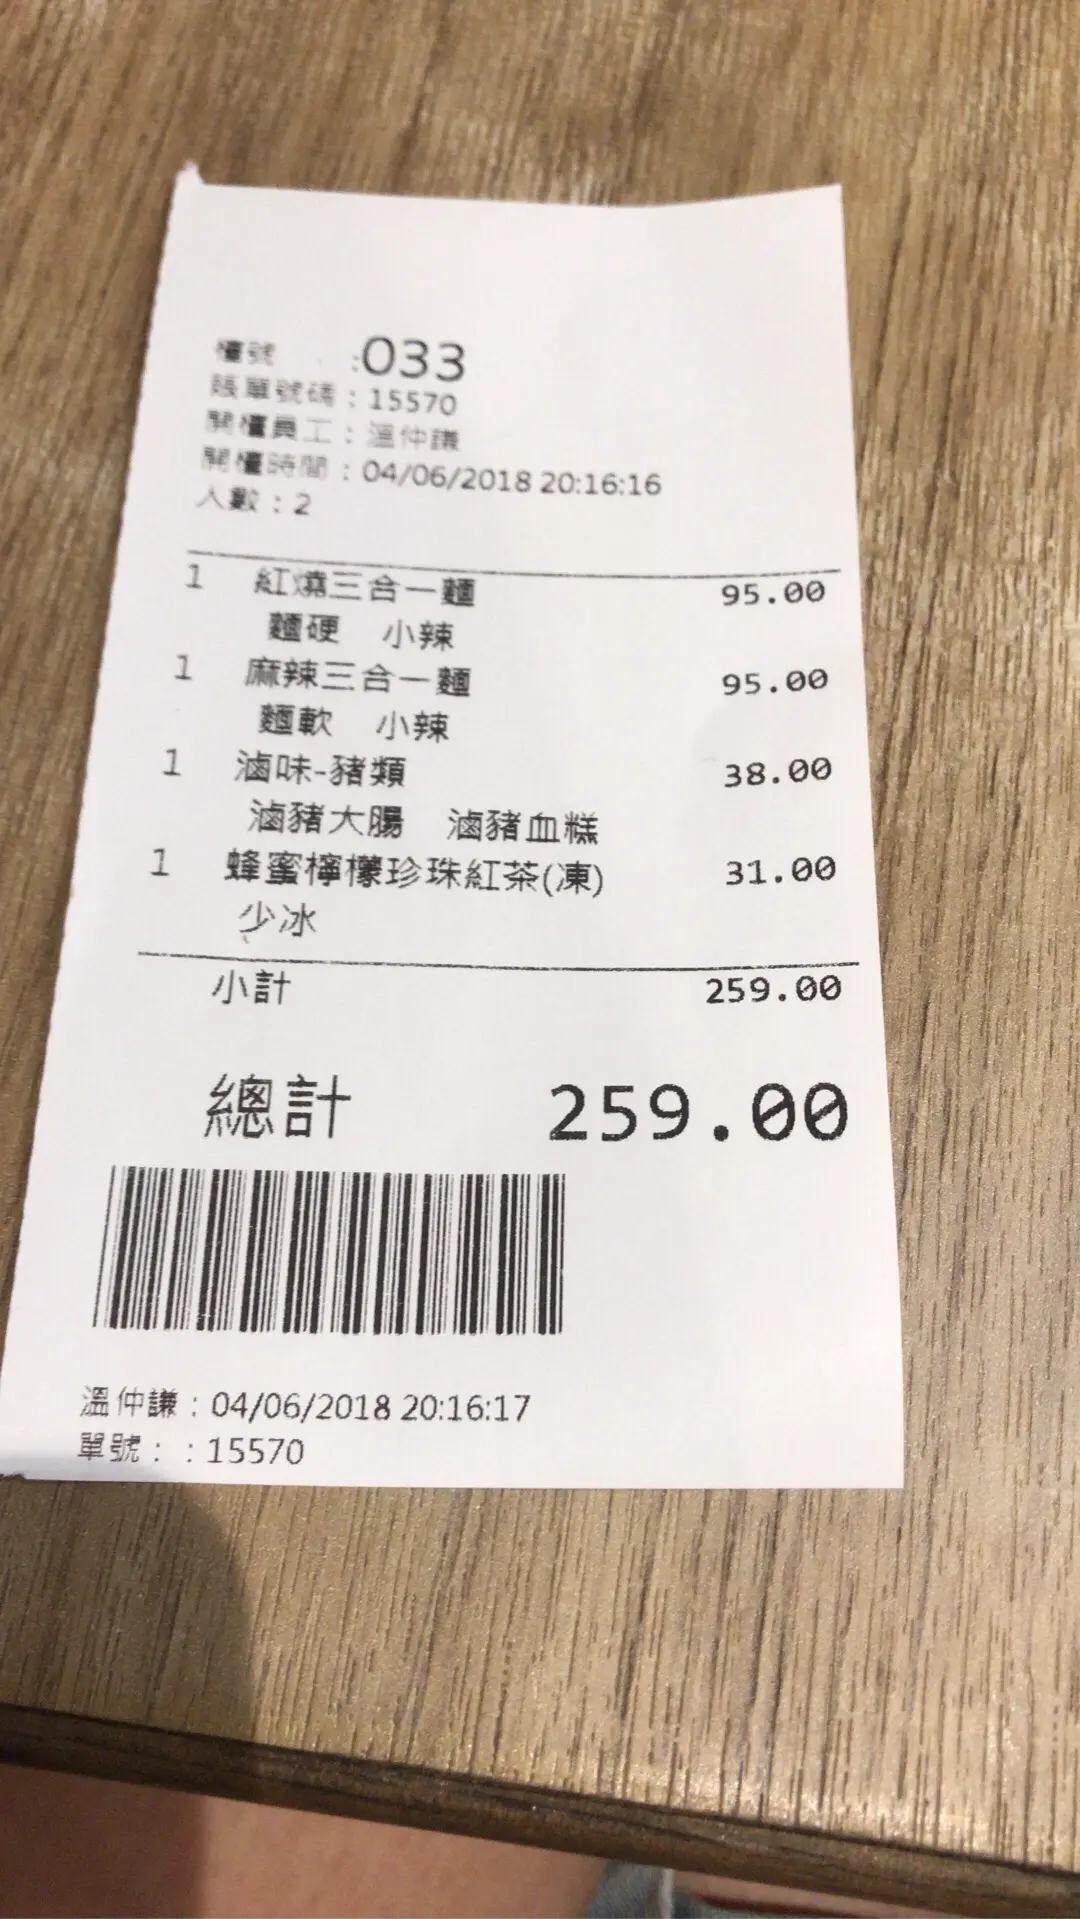 檯號 :033
賬單號碼：15570
開檯員工：溫仲謙
開檯時間：04/06/2018 20:16:16
人數：2
1 紅燒三合一麵 95.00
麵硬 小辣
1 麻辣三合一麵 95.00
麵軟 小辣
1 滷味-豬類 38.00
滷豬大腸 滷豬血糕
1 蜂蜜檸檬珍珠紅茶(凍) 31.00
少冰
小計 259.00
總計 259.00
溫仲謙：04/06/2018 20:16:17
單號：：15570